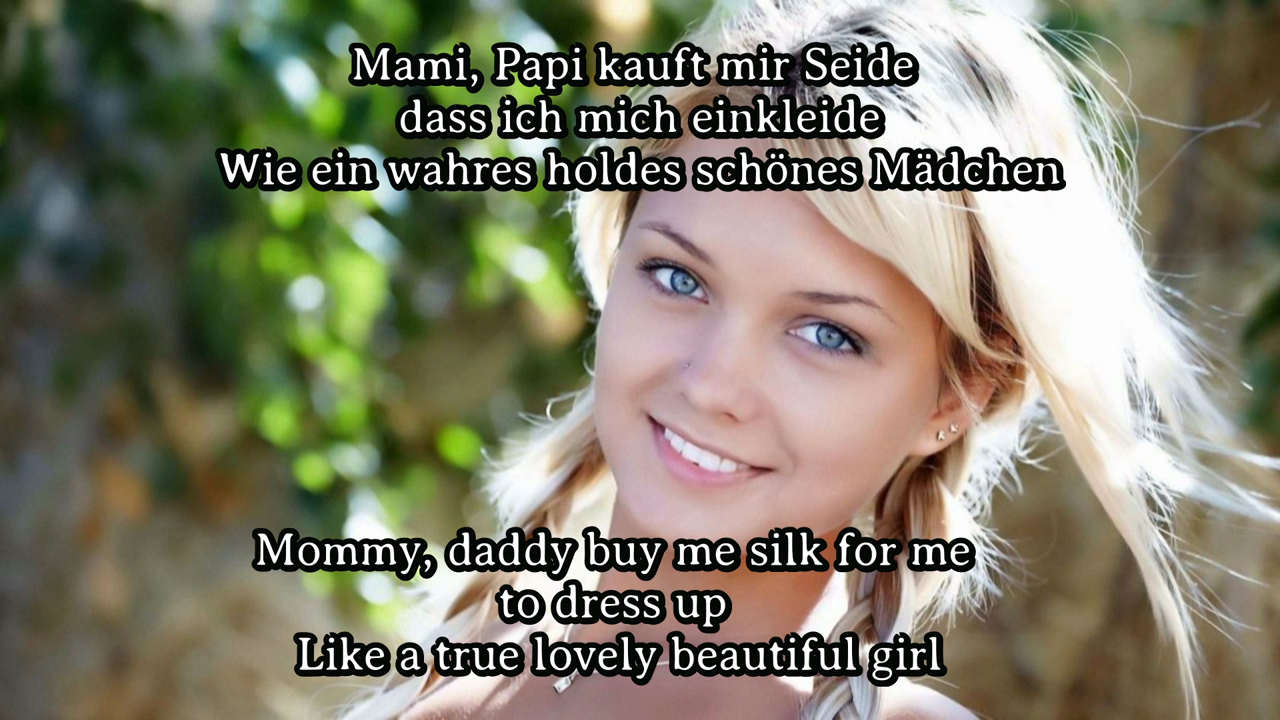 Mami, Papi kauft mir Seide
dass ich mich einkleide
Wie ein wahres holdes schönes Mädchen
Mommy, daddy buy me silk for me
to dress up
Like a true lovely beautiful girl